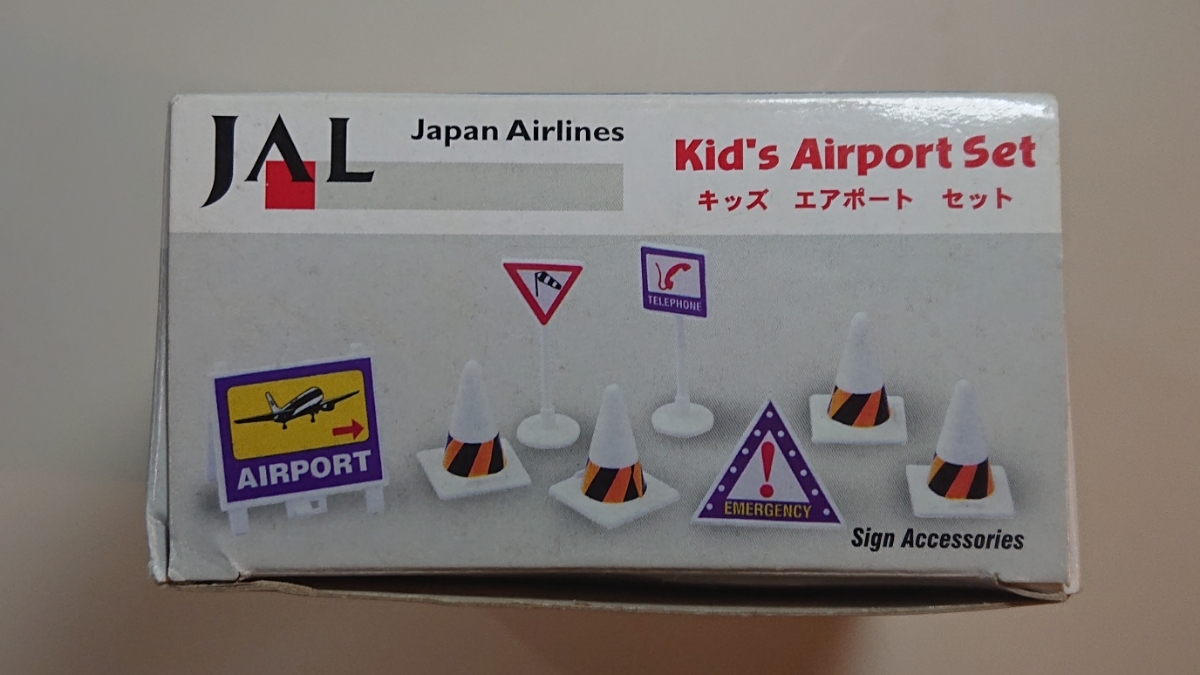 JAL
Japan Airlines
Kid's Airport Set
キッズ エアポート セット
TELEPHONE
AIRPORT
EMERGENCY
Sign Accessories